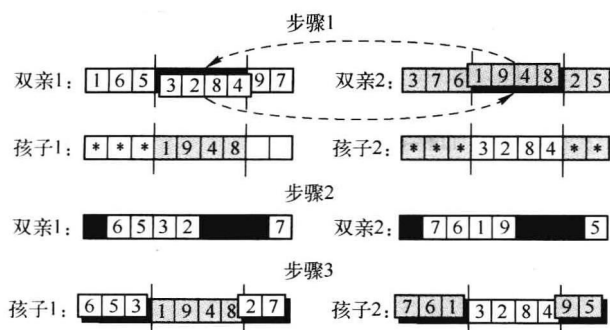 步骤1
双亲1: 1 6 5 3 2 8 4 9 7 双亲2: 3 7 6 1 9 4 8 2 5
孩子1: * * * 1 9 4 8 孩子2: * * * 3 2 8 4 * *
步骤2
双亲1: 6 5 3 2 7 双亲2: 7 6 1 9 5
步骤3
孩子1: 6 5 3 1 9 4 8 2 7 孩子2: 7 6 1 3 2 8 4 9 5